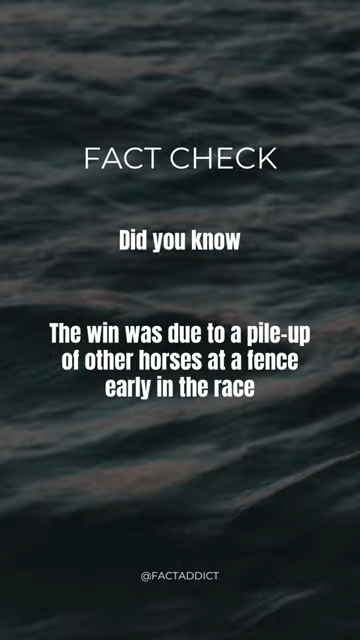 FACT CHECK
Did you know
The win was due to a pile-up
of other horses at a fence
early in the race
@FACTADDICT